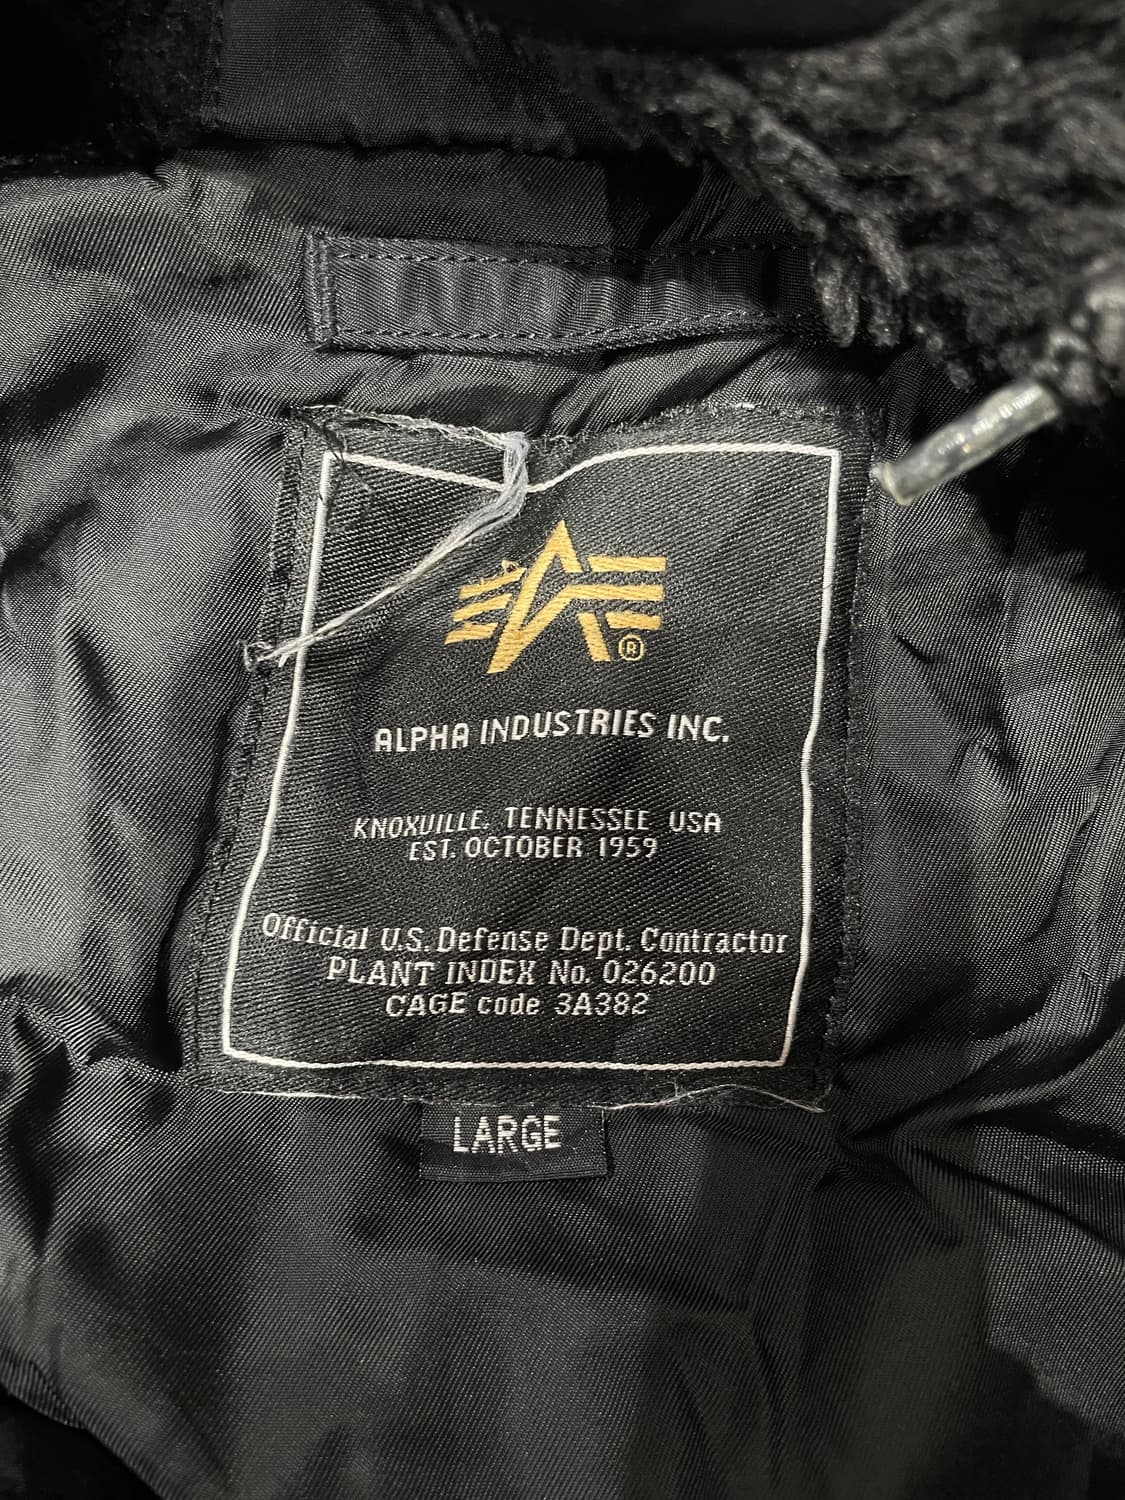 ®
ALPHA INDUSTRIES INC.
KNOXVILLE, TENNESSEE USA
EST. OCTOBER 1959
Official U.S. Defense Dept. Contractor
PLANT INDEX No. 026200
CAGE code 3A382
LARGE